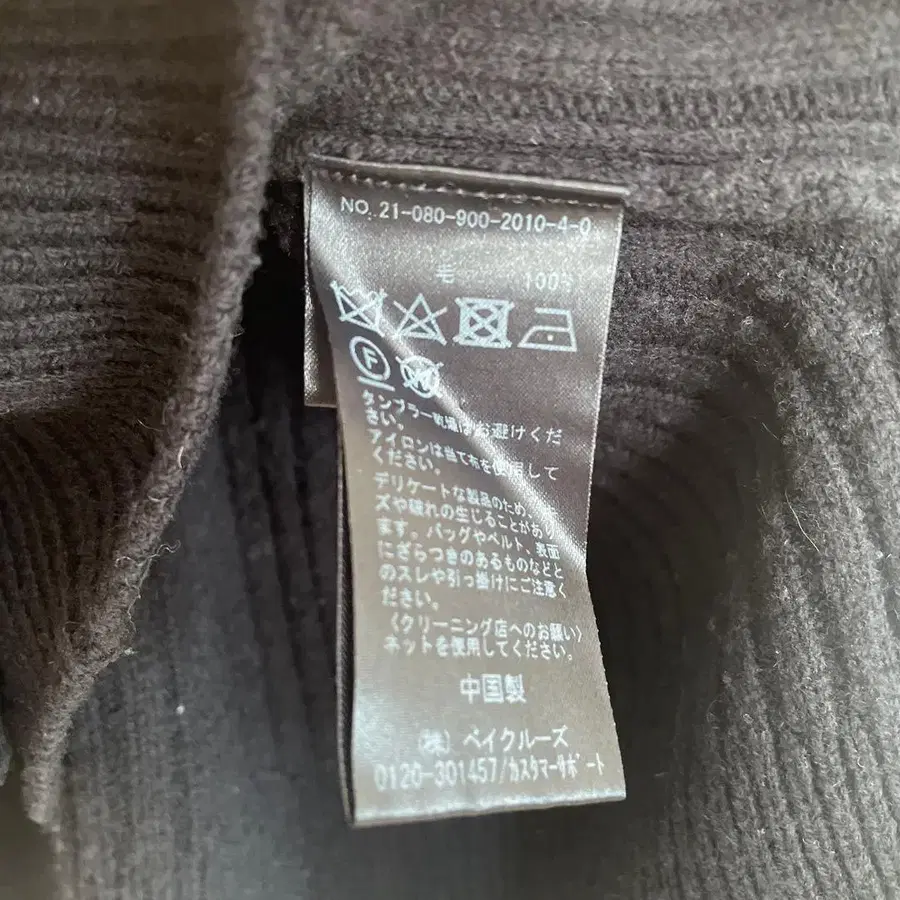 NO. 21-080-900-2010-4-0
毛 100%
F
W
タンブラー乾燥はお避けくだ
さい。
アイロンは当て布を使用して
ください。
デリケートな製品のため、キ
ズや破れの生じることがあり
ます。バッグやベルト、表面
にざらつきのあるものなどと
のスレや引っ掛けにご注意く
ださい。
〈クリーニング店へのお願い〉
ネットを使用してください。
中国製
(株) ベイクルーズ
0120-301457/カスタマーサポート